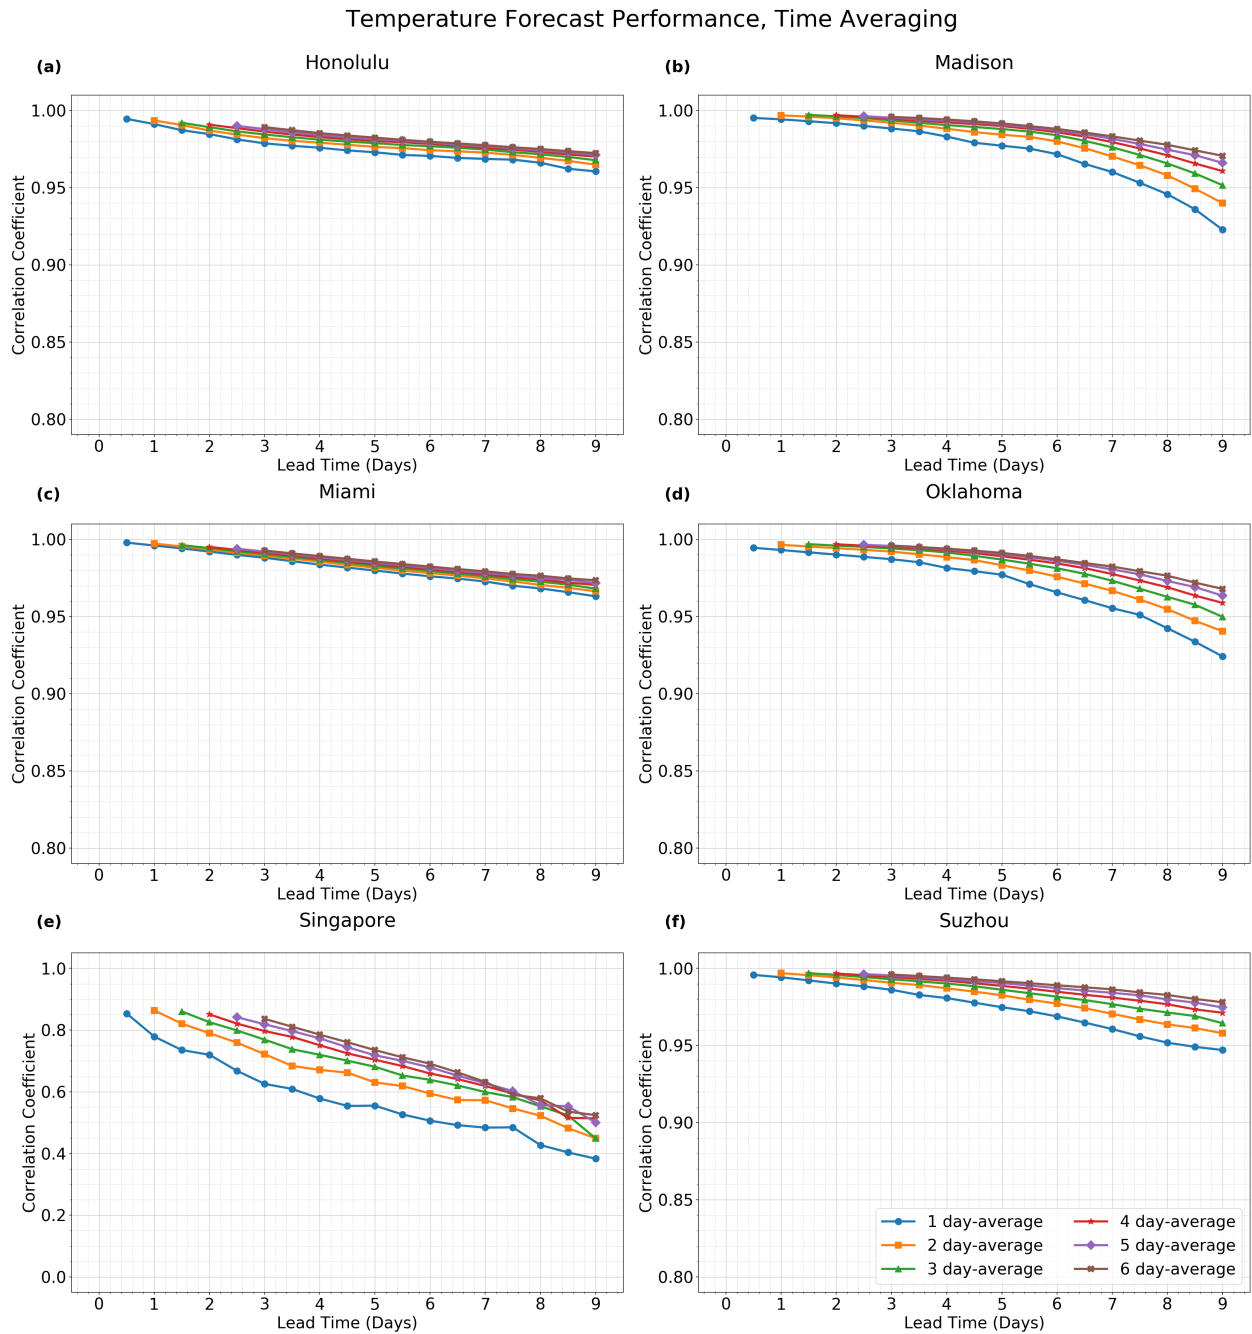 Temperature Forecast Performance, Time Averaging
(a) Honolulu
1.00
0.95
0.90
0.85
0.80
Correlation Coefficient
0 1 2 3 4 5 6 7 8 9
Lead Time (Days)
(b) Madison
1.00
0.95
0.90
0.85
0.80
Correlation Coefficient
0 1 2 3 4 5 6 7 8 9
Lead Time (Days)
(c) Miami
1.00
0.95
0.90
0.85
0.80
Correlation Coefficient
0 1 2 3 4 5 6 7 8 9
Lead Time (Days)
(d) Oklahoma
1.00
0.95
0.90
0.85
0.80
Correlation Coefficient
0 1 2 3 4 5 6 7 8 9
Lead Time (Days)
(e) Singapore
1.0
0.8
0.6
0.4
0.2
0.0
Correlation Coefficient
0 1 2 3 4 5 6 7 8 9
Lead Time (Days)
(f) Suzhou
1.00
0.95
0.90
0.85
0.80
Correlation Coefficient
1 day-average
2 day-average
3 day-average
4 day-average
5 day-average
6 day-average
0 1 2 3 4 5 6 7 8 9
Lead Time (Days)